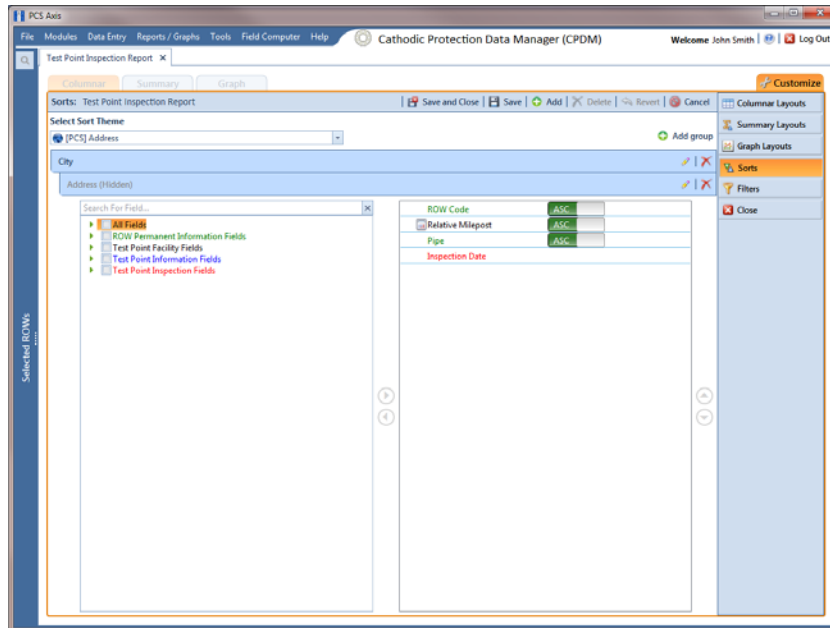 PCS Axis
File Modules Data Entry Reports / Graphs Tools Field Computer Help Cathodic Protection Data Manager (CPDM) Welcome John Smith | | Log Out
Test Point Inspection Report X
Columnar Summary Graph Customize
Sorts: Test Point Inspection Report | Save and Close | Save | Add | Delete | Revert | Cancel
Columnar Layouts
Select Sort Theme
Summary Layouts
[PCS] Address
Add group
Graph Layouts
City
Sorts
Address (Hidden)
Filters
Close
Search For Field...
All Fields
ROW Permanent Information Fields
Test Point Facility Fields
Test Point Information Fields
Test Point Inspection Fields
ROW Code ASC
Relative Milepost ASC
Pipe ASC
Inspection Date
Selected ROWs